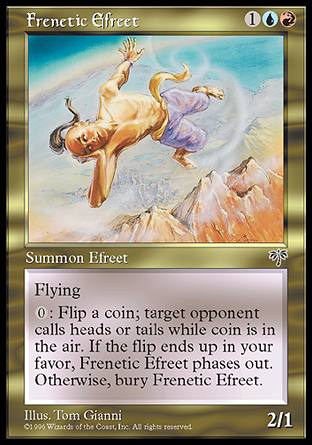 Frenetic Efreet 1
Summon Efreet
Flying
0: Flip a coin; target opponent
calls heads or tails while coin is in
the air. If the flip ends up in your
favor, Frenetic Efreet phases out.
Otherwise, bury Frenetic Efreet.
Illus. Tom Gianni
©1996 Wizards of the Coast, Inc. All rights reserved.
2/1